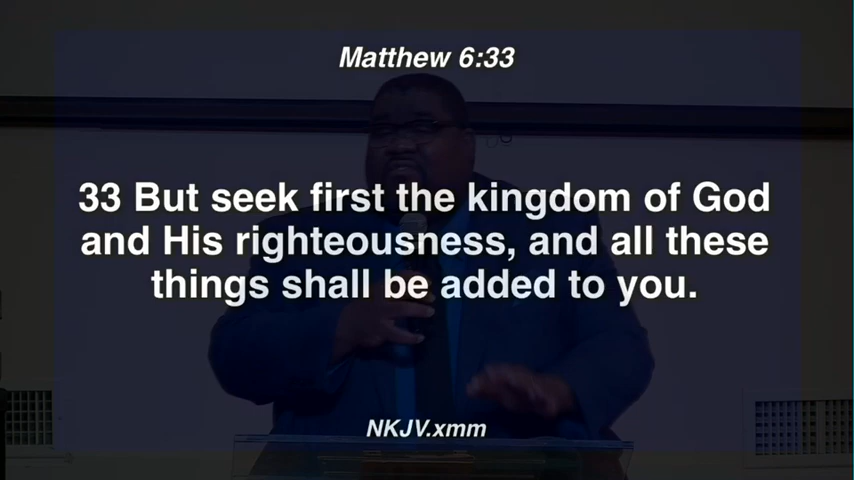 Matthew 6:33
33 But seek first the kingdom of God
and His righteousness, and all these
things shall be added to you.
NKJV.xmm